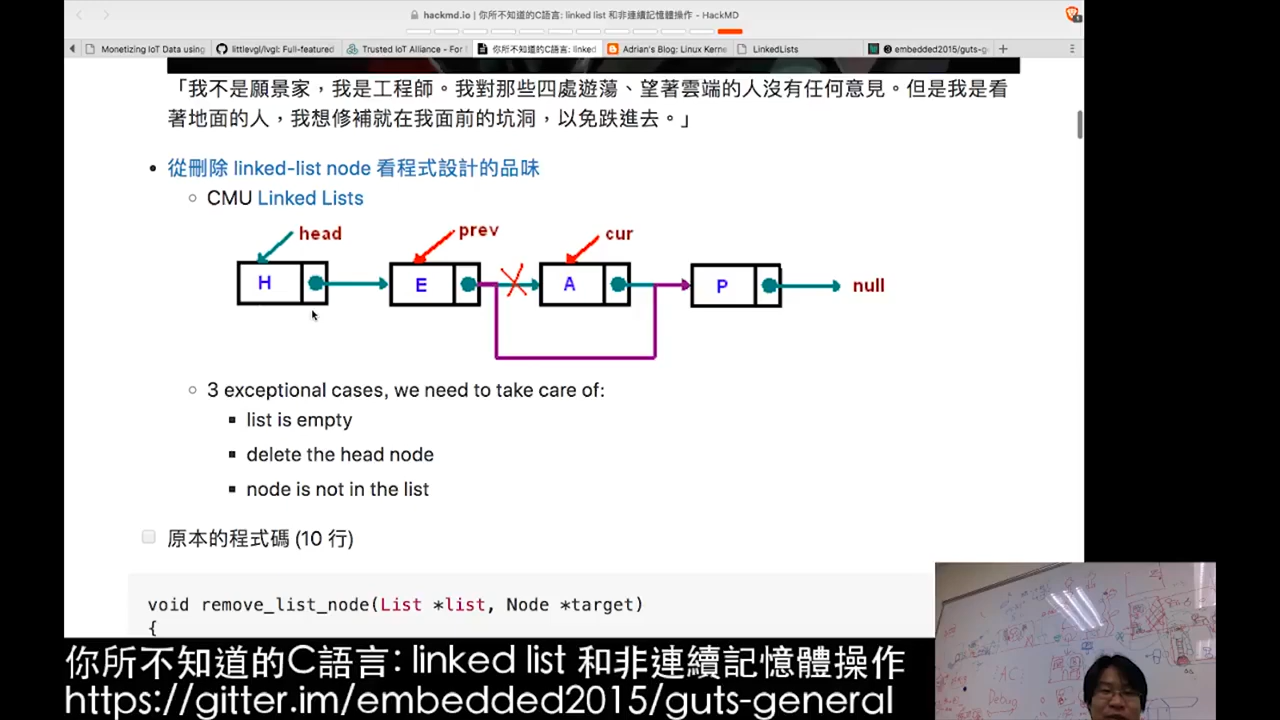 hackmd.io | 你所不知道的C語言: linked list 和非連續記憶體操作 - HackMD
Monetizing IoT Data using
littlevgl/lvgl: Full-featured
Trusted IoT Alliance - For
你所不知道的C語言: linked
Adrian's Blog: Linux Kerne
LinkedLists
embedded2015/guts-g
「我不是願景家，我是工程師。我對那些四處遊蕩、望著雲端的人沒有任何意見。但是我是看
著地面的人，我想修補就在我面前的坑洞，以免跌進去。」
從刪除 linked-list node 看程式設計的品味
CMU Linked Lists
head
prev
cur
H
E
A
P
null
3 exceptional cases, we need to take care of:
list is empty
delete the head node
node is not in the list
原本的程式碼 (10 行)
void remove_list_node(List *list, Node *target)
{
Debug
你所不知道的C語言: linked list 和非連續記憶體操作
https://gitter.im/embedded2015/guts-general